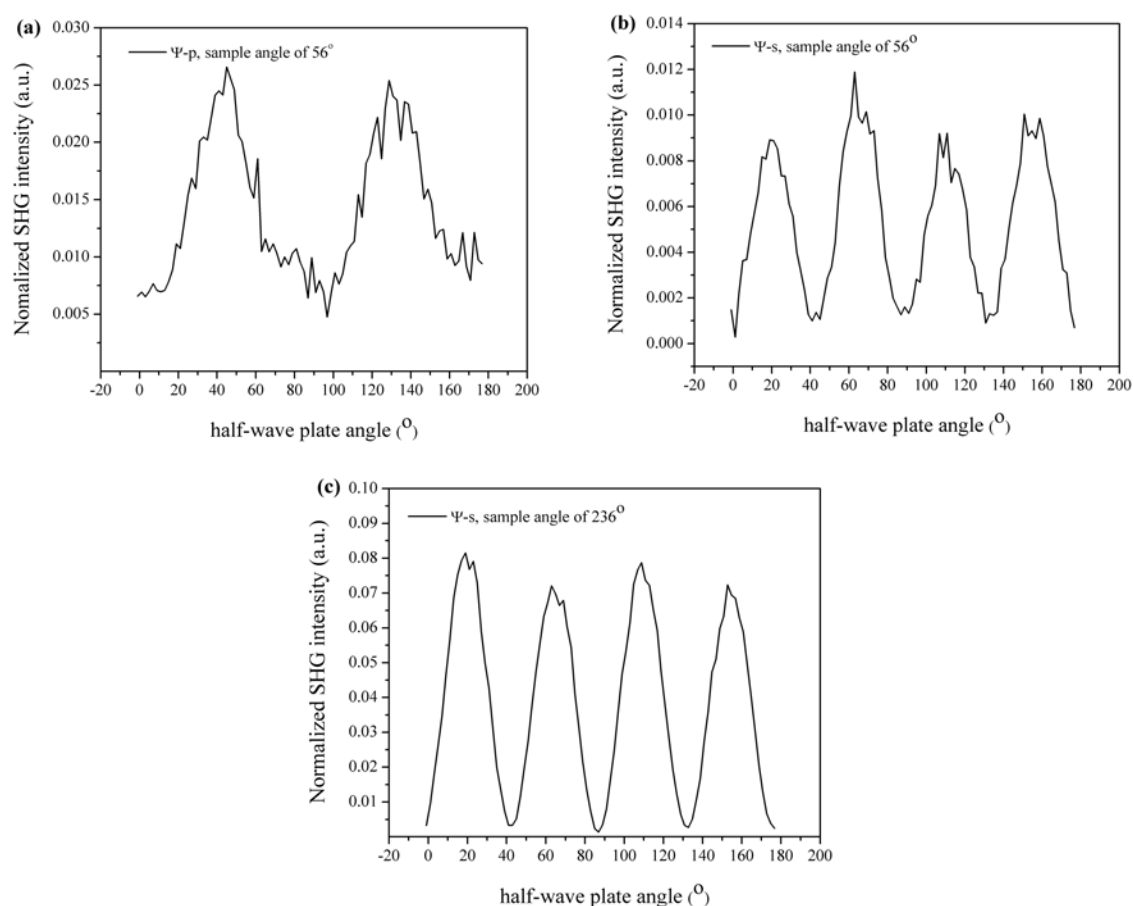 (a)
Ψ-p, sample angle of 56°
Nomalized SHG intensity (a.u.)
0.030
0.025
0.020
0.015
0.010
0.005
-20 0 20 40 60 80 100 120 140 160 180 200
half-wave plate angle (°)
(b)
Ψ-s, sample angle of 56°
Normalized SHG intensity (a.u.)
0.014
0.012
0.010
0.008
0.006
0.004
0.002
0.000
-20 0 20 40 60 80 100 120 140 160 180 200
half-wave plate angle (°)
(c)
Ψ-s, sample angle of 236°
Normalized SHG intensity (a.u.)
0.10
0.09
0.08
0.07
0.06
0.05
0.04
0.03
0.02
0.01
-20 0 20 40 60 80 100 120 140 160 180 200
half-wave plate angle (°)